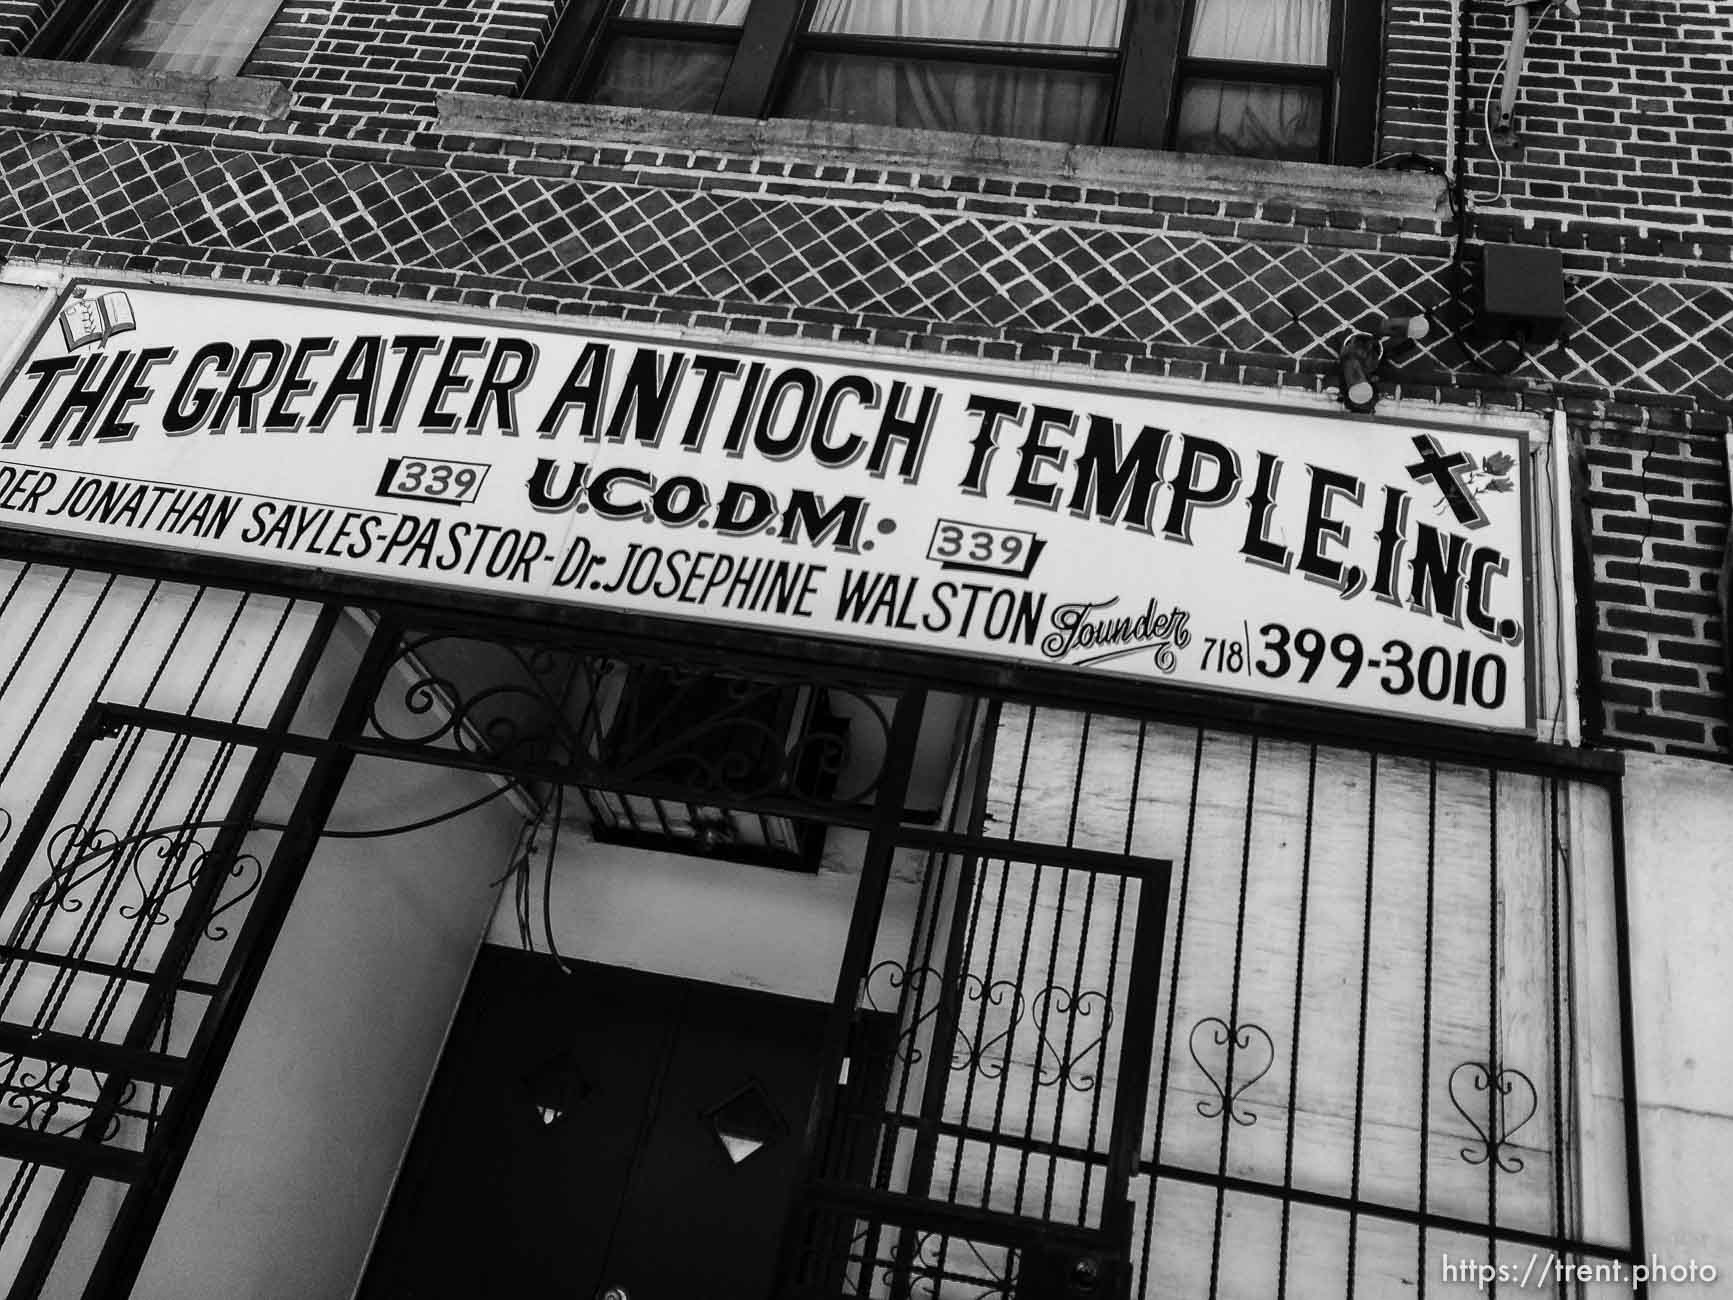 THE GREATER ANTIOCH TEMPLE, INC.
339 U.C.O.D.M. 339
DER JONATHAN SAYLES-PASTOR-Dr. JOSEPHINE WALSTON Founder 718 399-3010
https://trent.photo